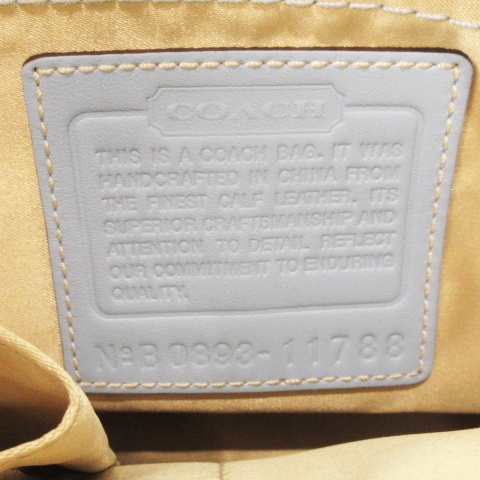 COACH
THIS IS A COACH BAG. IT WAS
HANDCRAFTED IN CHINA FROM
THE FINEST CALF LEATHER. ITS
SUPERIOR CRAFTSMANSHIP AND
ATTENTION TO DETAIL REFLECT
OUR COMMITMENT TO ENDURING
QUALITY.
Nº B0893-11788